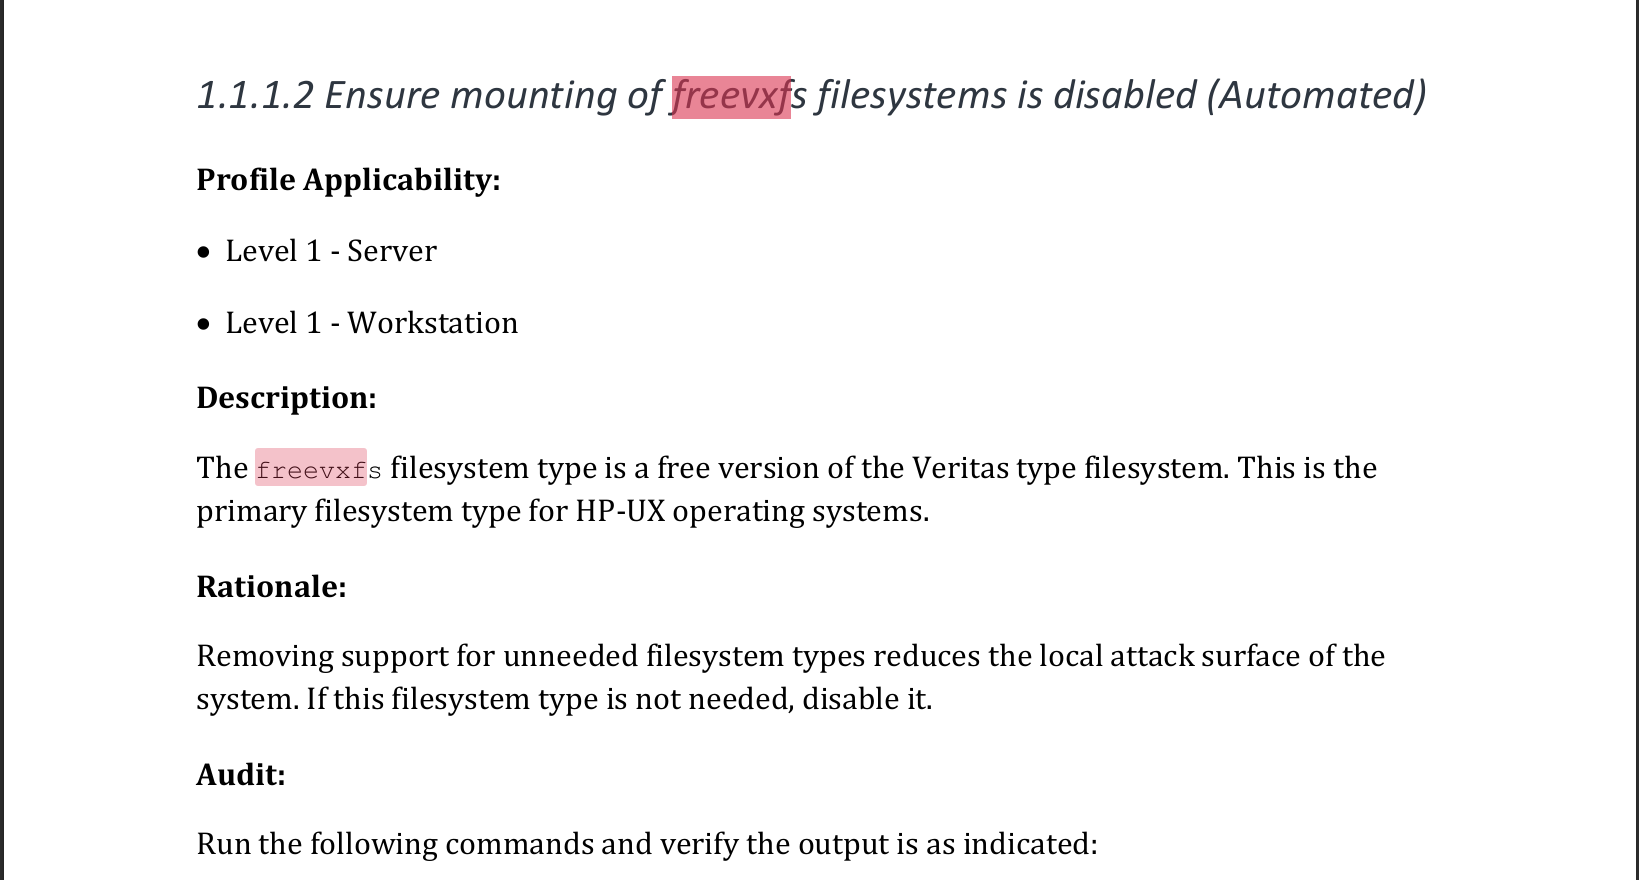 1.1.1.2 Ensure mounting of freevxfs filesystems is disabled (Automated)
Profile Applicability:
• Level 1 - Server
• Level 1 - Workstation
Description:
The freevxfs filesystem type is a free version of the Veritas type filesystem. This is the
primary filesystem type for HP-UX operating systems.
Rationale:
Removing support for unneeded filesystem types reduces the local attack surface of the
system. If this filesystem type is not needed, disable it.
Audit:
Run the following commands and verify the output is as indicated: